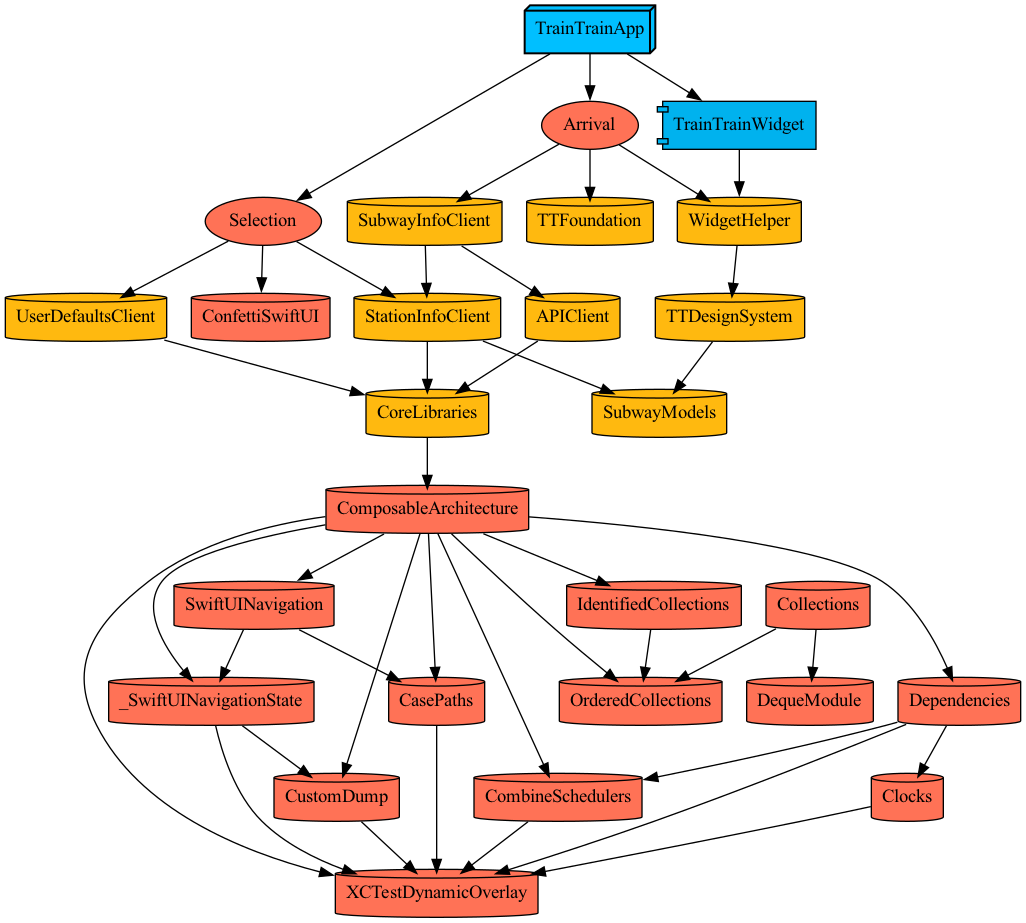 TrainTrainApp
Arrival
TrainTrainWidget
Selection
SubwayInfoClient
TTFoundation
WidgetHelper
UserDefaultsClient
ConfettiSwiftUI
StationInfoClient
APIClient
TTDesignSystem
CoreLibraries
SubwayModels
ComposableArchitecture
SwiftUINavigation
IdentifiedCollections
Collections
_SwiftUINavigationState
CasePaths
OrderedCollections
DequeModule
Dependencies
CustomDump
CombineSchedulers
Clocks
XCTestDynamicOverlay